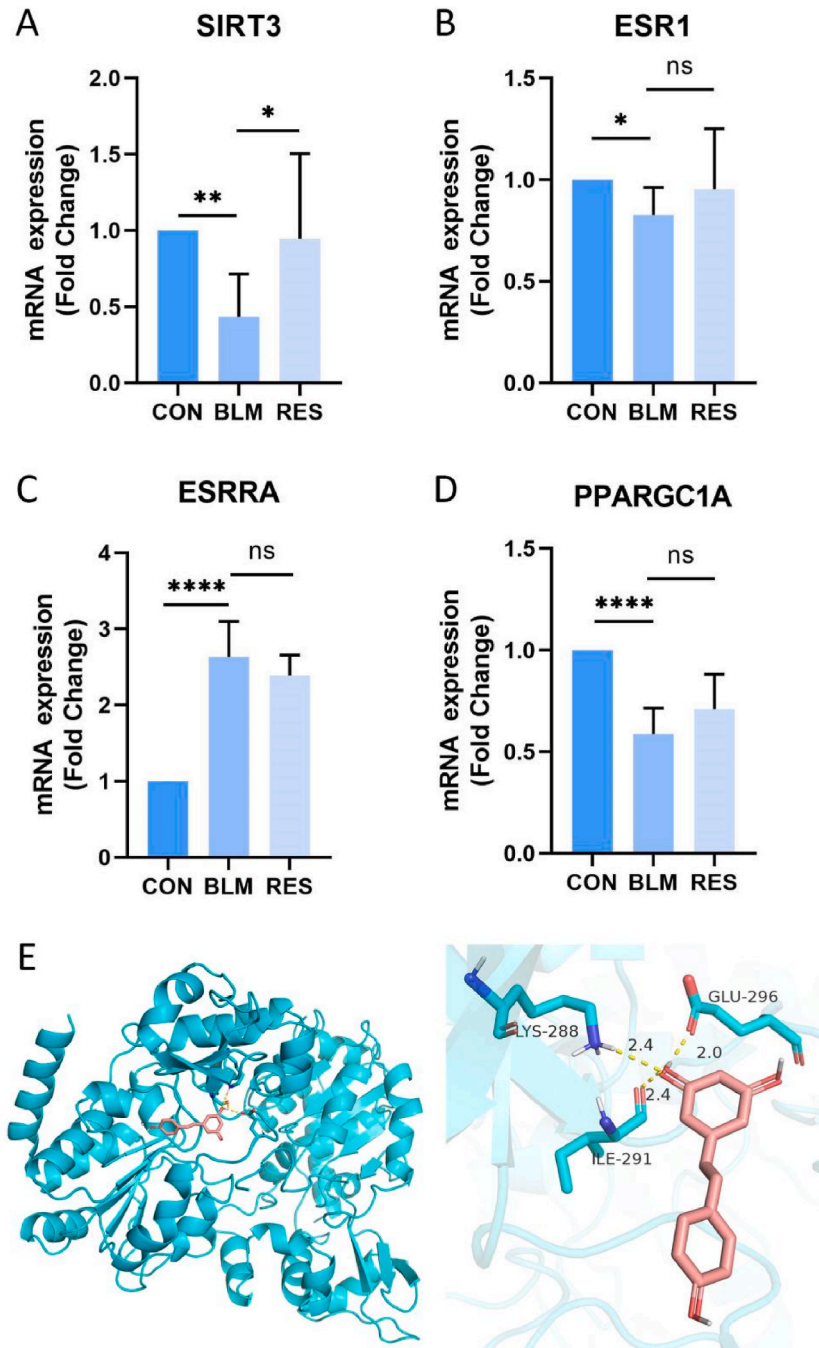 A
SIRT3
mRNA expression
(Fold Change)
2.0
1.5
1.0
0.5
0.0
**
*
CON BLM RES
B
ESR1
mRNA expression
(Fold Change)
1.5
1.0
0.5
0.0
*
ns
CON BLM RES
C
ESRRA
mRNA expression
(Fold Change)
4
3
2
1
0
****
ns
CON BLM RES
D
PPARGC1A
mRNA expression
(Fold Change)
1.5
1.0
0.5
0.0
****
ns
CON BLM RES
E
LYS-288
GLU-296
2.4
2.0
2.4
ILE-291